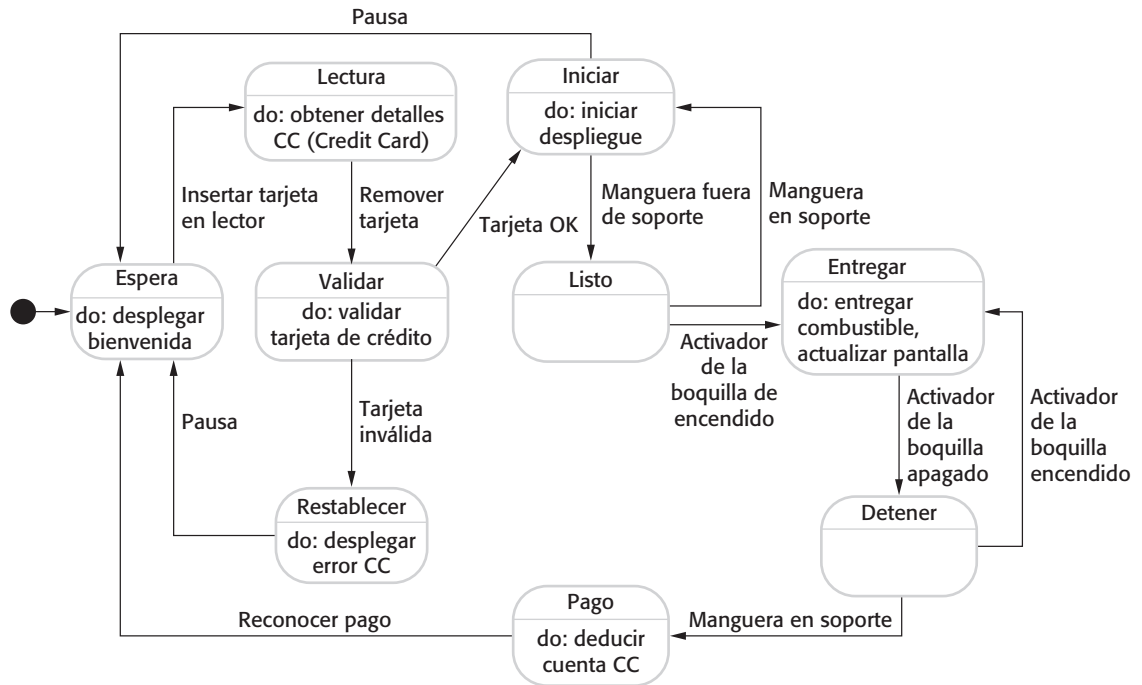 Pausa
Lectura
do: obtener detalles
CC (Credit Card)
Iniciar
do: iniciar
despliegue
Insertar tarjeta
en lector
Remover
tarjeta
Tarjeta OK
Manguera fuera
de soporte
Manguera
en soporte
Espera
do: desplegar
bienvenida
Validar
do: validar
tarjeta de crédito
Listo
Entregar
do: entregar
combustible,
actualizar pantalla
Activador
de la
boquilla de
encendido
Pausa
Tarjeta
inválida
Activador
de la
boquilla
apagado
Activador
de la
boquilla
encendido
Restablecer
do: desplegar
error CC
Detener
Reconocer pago
Pago
do: deducir
cuenta CC
Manguera en soporte